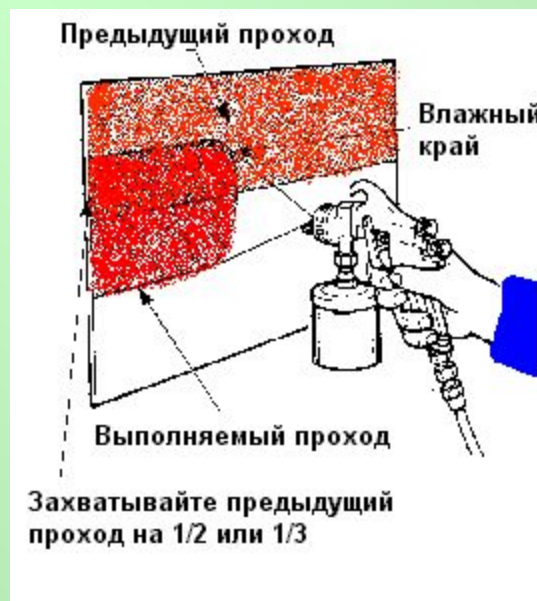 Предыдущий проход
Влажный
край
Выполняемый проход
Захватывайте предыдущий
проход на 1/2 или 1/3